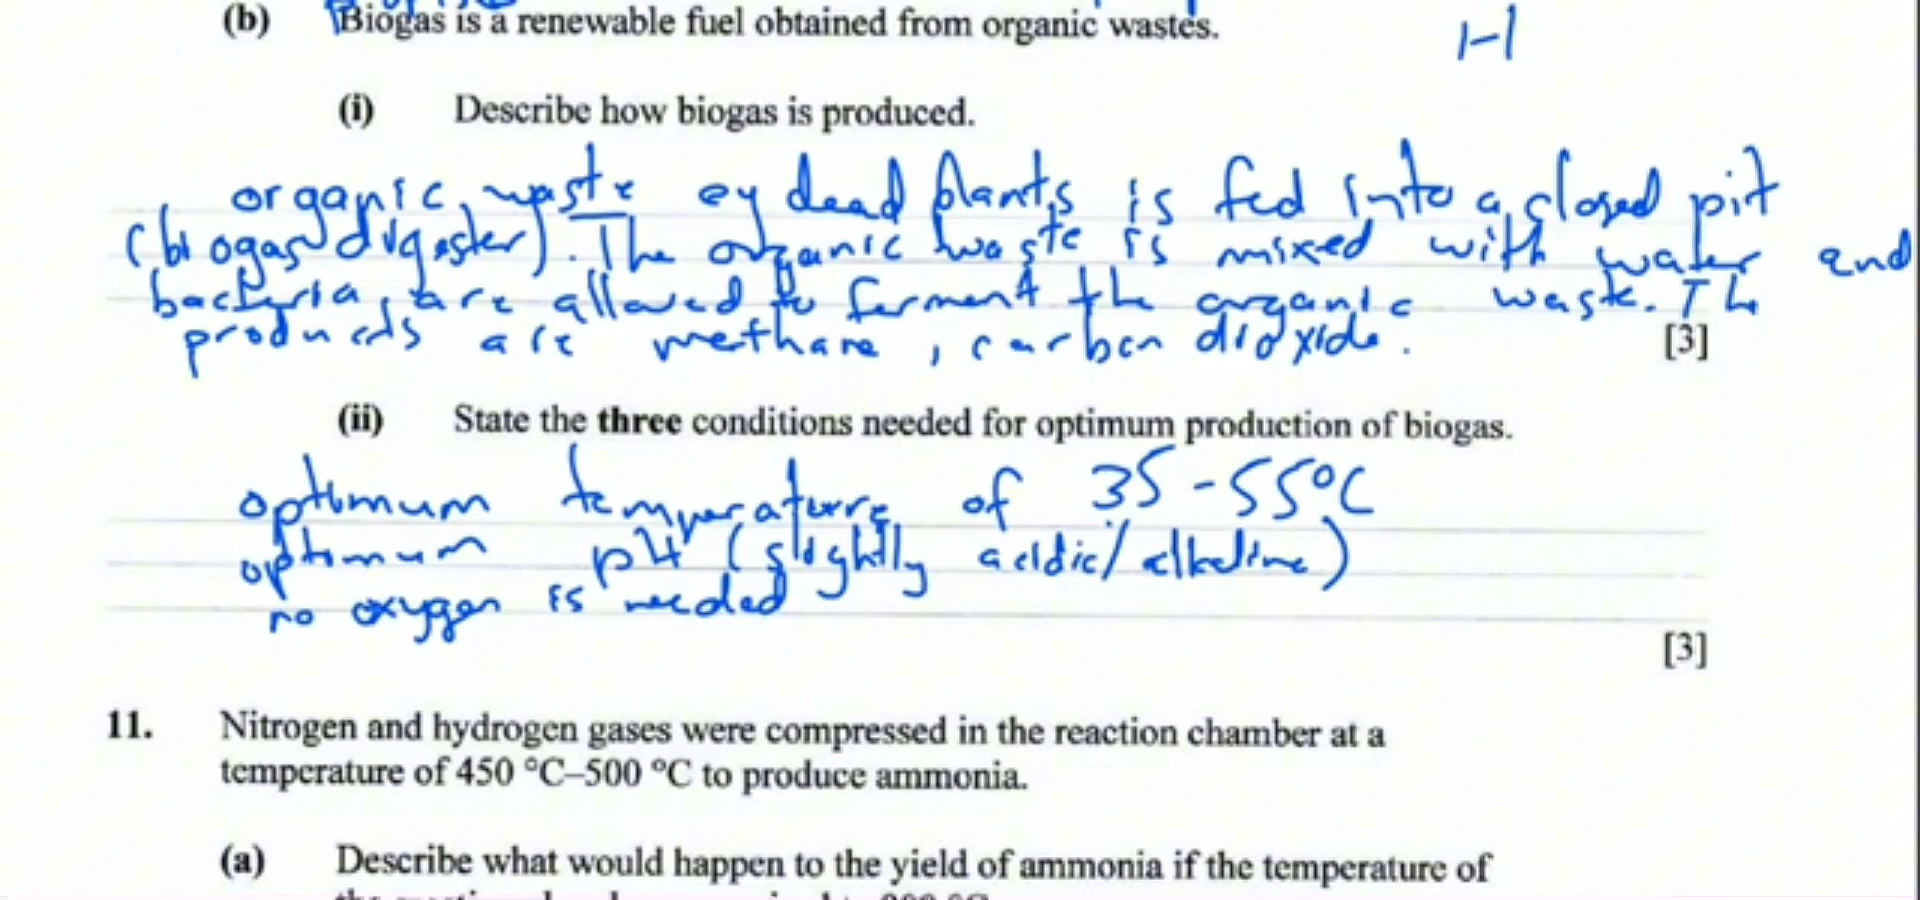 (b) Biogas is a renewable fuel obtained from organic wastes.
H
(i) Describe how biogas is produced.
organic waste eg dead plants is fed into a closed pit
(biogas digester). The organic waste is mixed with water and
bacteria are allowed to ferment the organic waste. The
products are methane, carbon dioxide.
[3]
(ii) State the three conditions needed for optimum production of biogas.
optimum temperature of 35-55°C
optimum pH (slightly acidic/alkaline)
no oxygen is needed
[3]
11. Nitrogen and hydrogen gases were compressed in the reaction chamber at a
temperature of 450 °C–500 °C to produce ammonia.
(a) Describe what would happen to the yield of ammonia if the temperature of